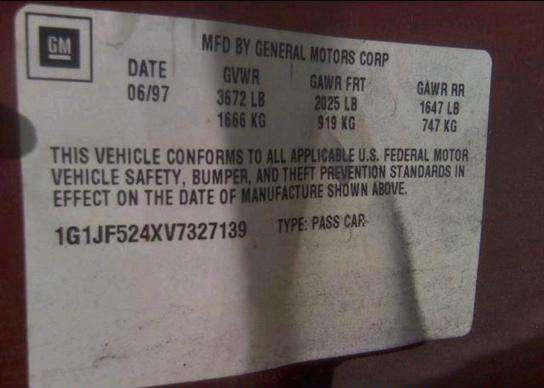 GM
MFD BY GENERAL MOTORS CORP
DATE GVWR GAWR FRT GAWR RR
06/97 3672 LB 2025 LB 1647 LB
1666 KG 919 KG 747 KG
THIS VEHICLE CONFORMS TO ALL APPLICABLE U.S. FEDERAL MOTOR
VEHICLE SAFETY, BUMPER, AND THEFT PREVENTION STANDARDS IN
EFFECT ON THE DATE OF MANUFACTURE SHOWN ABOVE.
1G1JF524XV7327139 TYPE: PASS CAR